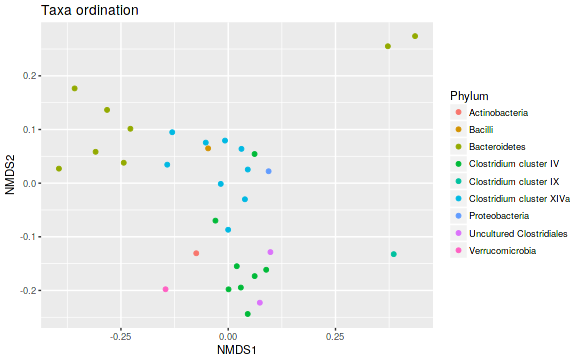 Taxa ordination
0.2
0.1
0.0
-0.1
-0.2
NMDS2
-0.25
0.00
0.25
NMDS1
Phylum
Actinobacteria
Bacilli
Bacteroidetes
Clostridium cluster IV
Clostridium cluster IX
Clostridium cluster XIVa
Proteobacteria
Uncultured Clostridiales
Verrucomicrobia